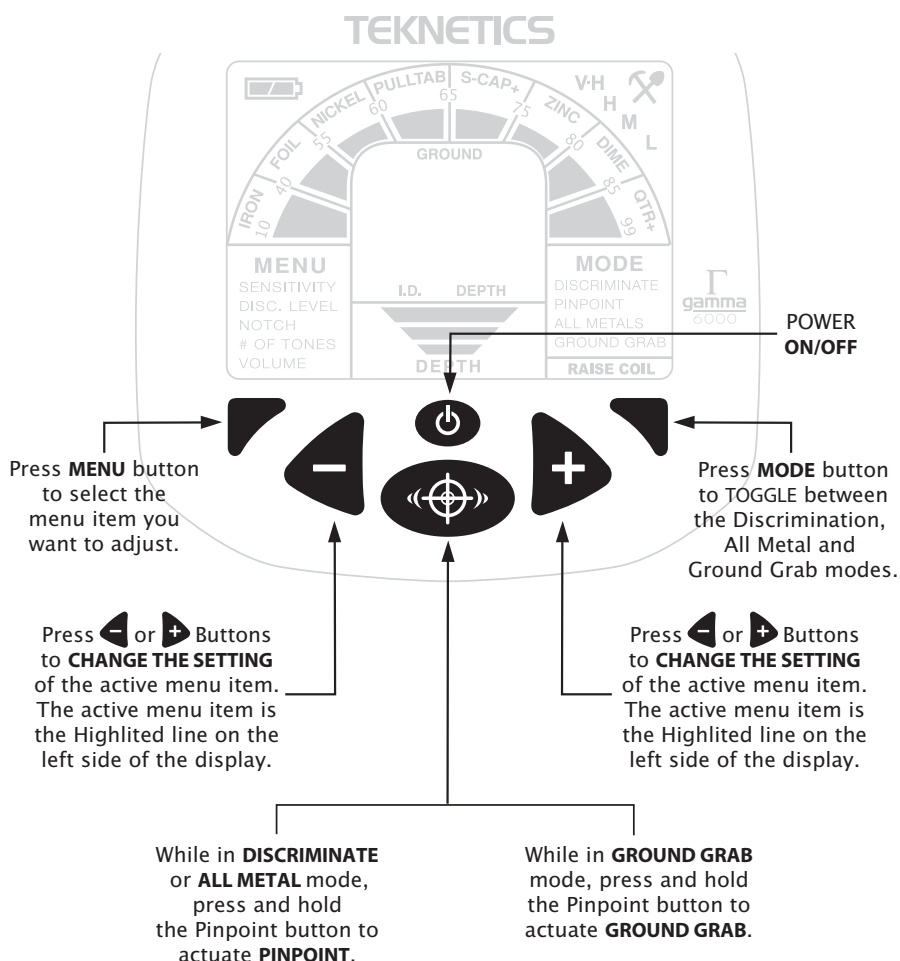 TEKNETICS
IRON
FOIL
NICKEL
PULLTAB
S-CAP+
ZINC
DIME
QTR+
10
40
55
60
65
75
80
85
99
V·H
H
M
L
GROUND
MENU
SENSITIVITY
DISC. LEVEL
NOTCH
# OF TONES
VOLUME
I.D. DEPTH
DEPTH
MODE
DISCRIMINATE
PINPOINT
ALL METALS
GROUND GRAB
RAISE COIL
Γ
gamma
6000
POWER
ON/OFF
Press MENU button
to select the
menu item you
want to adjust.
Press MODE button
to TOGGLE between
the Discrimination,
All Metal and
Ground Grab modes.
Press - or + Buttons
to CHANGE THE SETTING
of the active menu item.
The active menu item is
the Highlited line on the
left side of the display.
Press - or + Buttons
to CHANGE THE SETTING
of the active menu item.
The active menu item is
the Highlited line on the
left side of the display.
While in DISCRIMINATE
or ALL METAL mode,
press and hold
the Pinpoint button to
actuate PINPOINT.
While in GROUND GRAB
mode, press and hold
the Pinpoint button to
actuate GROUND GRAB.